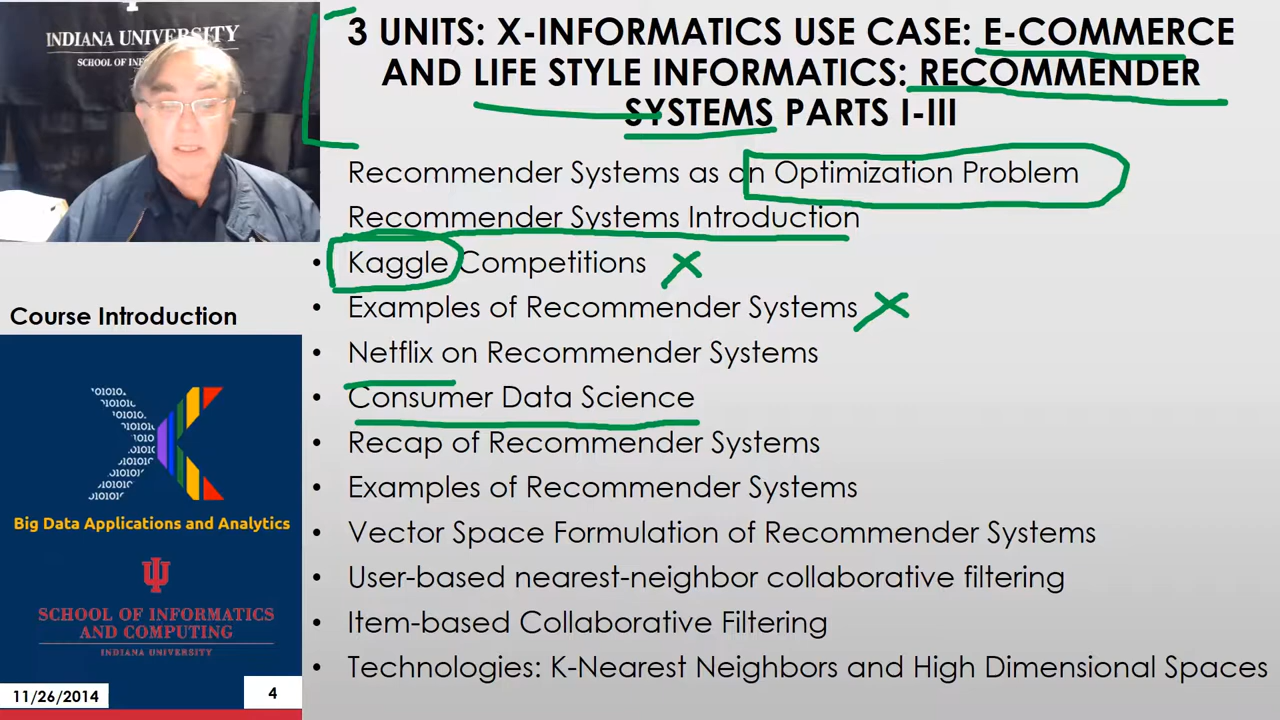 INDIANA UNIVERSITY
SCHOOL OF INF
3 UNITS: X-INFORMATICS USE CASE: E-COMMERCE
AND LIFE STYLE INFORMATICS: RECOMMENDER
SYSTEMS PARTS I-III
Recommender Systems as an Optimization Problem
Recommender Systems Introduction
• Kaggle Competitions
• Examples of Recommender Systems
• Netflix on Recommender Systems
• Consumer Data Science
• Recap of Recommender Systems
• Examples of Recommender Systems
• Vector Space Formulation of Recommender Systems
• User-based nearest-neighbor collaborative filtering
• Item-based Collaborative Filtering
• Technologies: K-Nearest Neighbors and High Dimensional Spaces
Course Introduction
Big Data Applications and Analytics
SCHOOL OF INFORMATICS
AND COMPUTING
INDIANA UNIVERSITY
11/26/2014
4